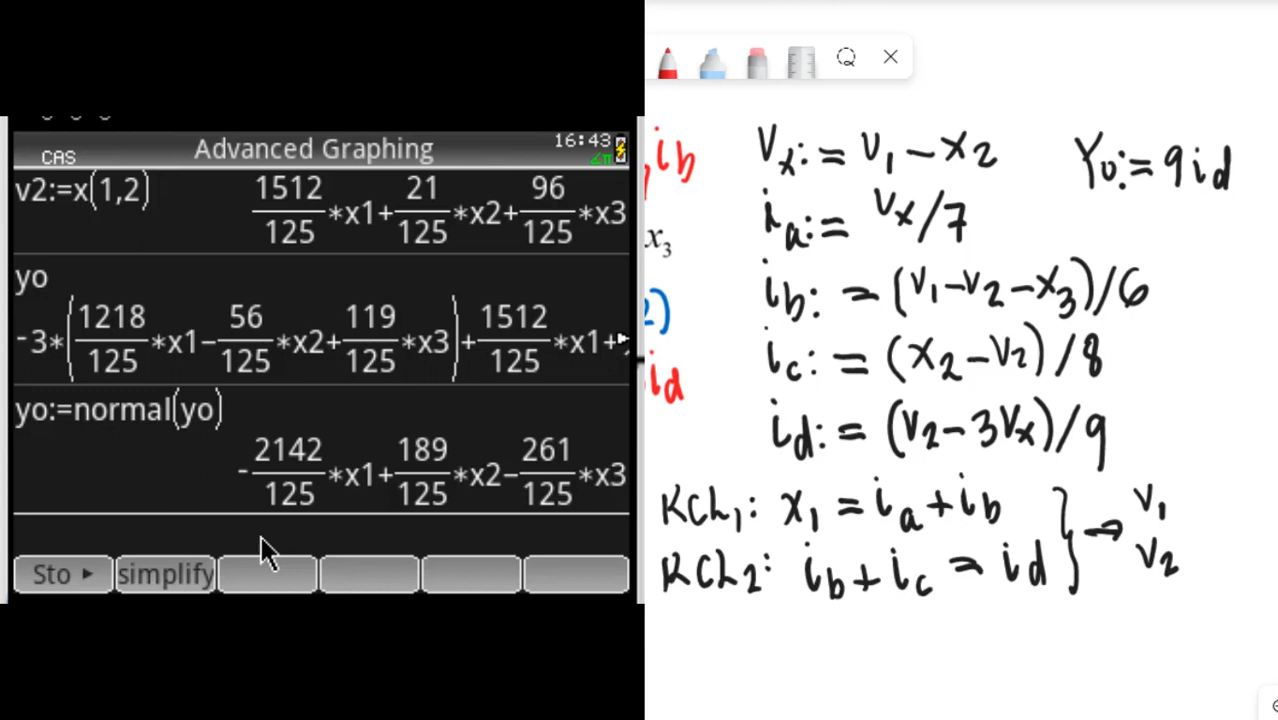 16:43
CAS
Advanced Graphing
v2:=x(1,2)
1512/125*x1+21/125*x2+96/125*x3
yo
-3*(1218/125*x1-56/125*x2+119/125*x3)+1512/125*x1+
yo:=normal(yo)
-2142/125*x1+189/125*x2-261/125*x3
Sto ▸ simplify
ib
x3
2)
id
Vx:= V1-X2
Yo:= 9id
ia:= Vx/7
ib: = (V1-V2-X3)/6
ic: = (X2-V2)/8
id: = (V2-3Vx)/9
KCL1: X1 = ia+ib
KCL2: ib+ic = id
→ V1
V2